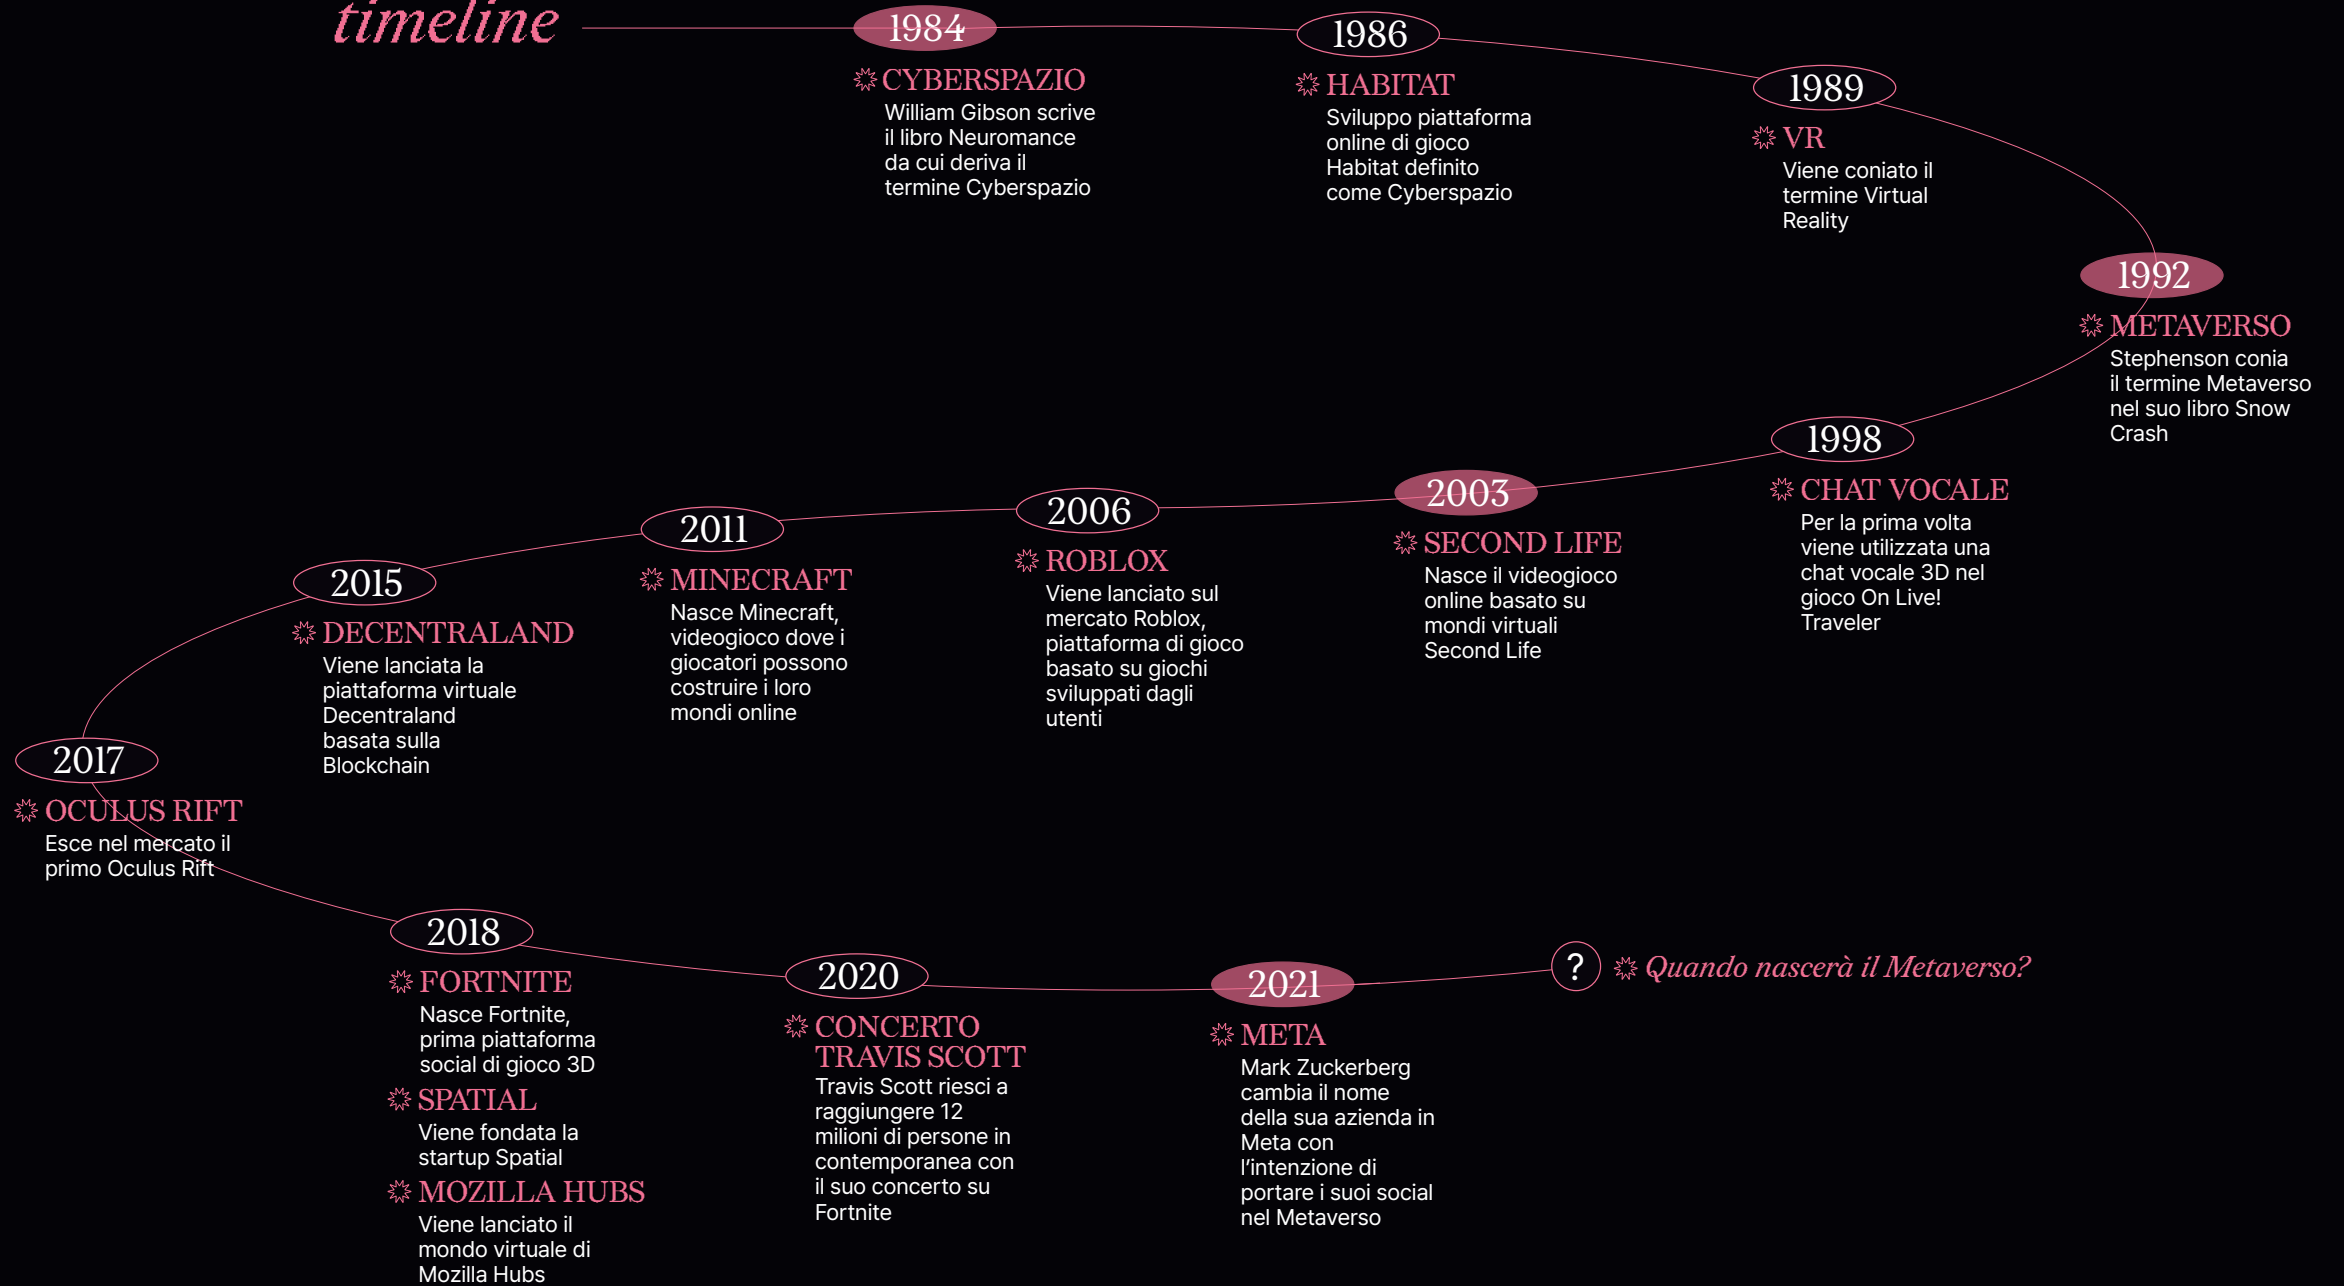 timeline
1984
CYBERSPAZIO
William Gibson scrive
il libro Neuromance
da cui deriva il
termine Cyberspazio
1986
HABITAT
Sviluppo piattaforma
online di gioco
Habitat definito
come Cyberspazio
1989
VR
Viene coniato il
termine Virtual
Reality
1992
METAVERSO
Stephenson conia
il termine Metaverso
nel suo libro Snow
Crash
1998
CHAT VOCALE
Per la prima volta
viene utilizzata una
chat vocale 3D nel
gioco On Live!
Traveler
2003
SECOND LIFE
Nasce il videogioco
online basato su
mondi virtuali
Second Life
2006
ROBLOX
Viene lanciato sul
mercato Roblox,
piattaforma di gioco
basato su giochi
sviluppati dagli
utenti
2011
MINECRAFT
Nasce Minecraft,
videogioco dove i
giocatori possono
costruire i loro
mondi online
2015
DECENTRALAND
Viene lanciata la
piattaforma virtuale
Decentraland
basata sulla
Blockchain
2017
OCULUS RIFT
Esce nel mercato il
primo Oculus Rift
2018
FORTNITE
Nasce Fortnite,
prima piattaforma
social di gioco 3D
SPATIAL
Viene fondata la
startup Spatial
MOZILLA HUBS
Viene lanciato il
mondo virtuale di
Mozilla Hubs
2020
CONCERTO
TRAVIS SCOTT
Travis Scott riesci a
raggiungere 12
milioni di persone in
contemporanea con
il suo concerto su
Fortnite
2021
META
Mark Zuckerberg
cambia il nome
della sua azienda in
Meta con
l'intenzione di
portare i suoi social
nel Metaverso
?
Quando nascerà il Metaverso?